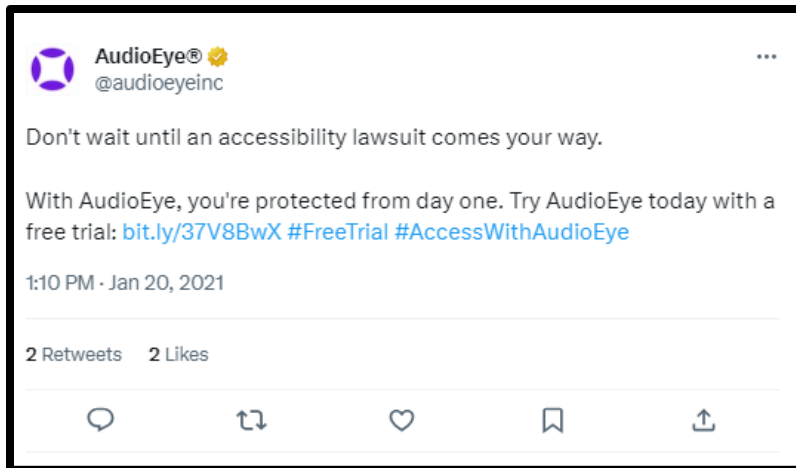 AudioEye®
@audioeyeinc
Don't wait until an accessibility lawsuit comes your way.
With AudioEye, you're protected from day one. Try AudioEye today with a
free trial: bit.ly/37V8BwX #FreeTrial #AccessWithAudioEye
1:10 PM · Jan 20, 2021
2 Retweets 2 Likes